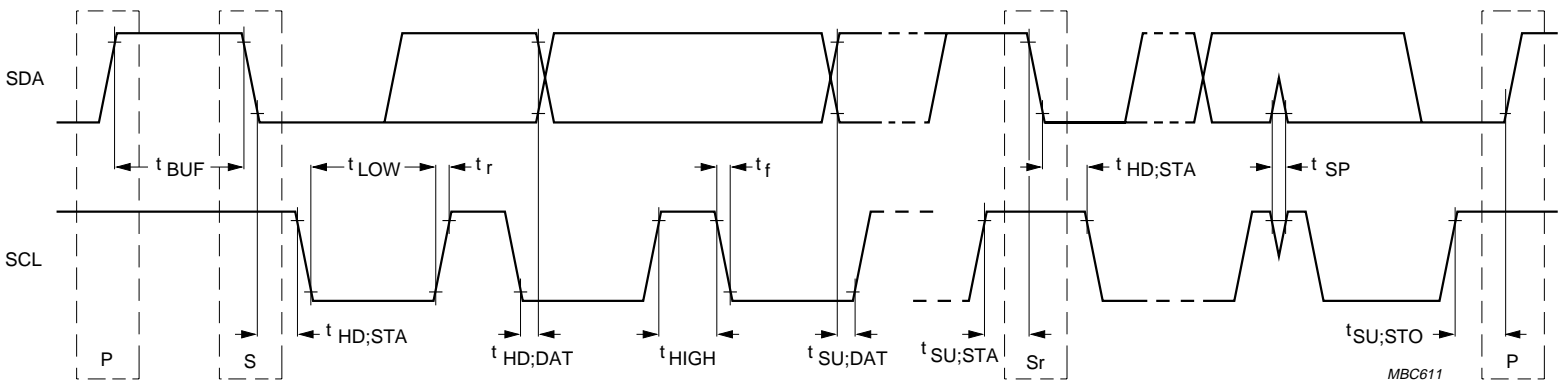 SDA
t BUF
t LOW
t r
t f
t HD;STA
t SP
SCL
t HD;STA
t HD;DAT
t HIGH
t SU;DAT
t SU;STA
t SU;STO
P
S
Sr
P
MBC611